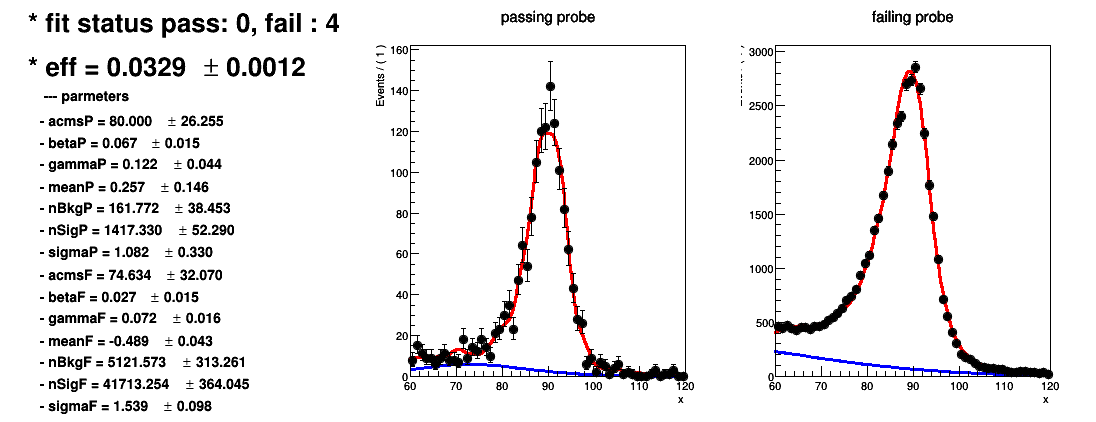 * fit status pass: 0, fail : 4
* eff = 0.0329 ± 0.0012
--- parmeters
- acmsP = 80.000 ± 26.255
- betaP = 0.067 ± 0.015
- gammaP = 0.122 ± 0.044
- meanP = 0.257 ± 0.146
- nBkgP = 161.772 ± 38.453
- nSigP = 1417.330 ± 52.290
- sigmaP = 1.082 ± 0.330
- acmsF = 74.634 ± 32.070
- betaF = 0.027 ± 0.015
- gammaF = 0.072 ± 0.016
- meanF = -0.489 ± 0.043
- nBkgF = 5121.573 ± 313.261
- nSigF = 41713.254 ± 364.045
- sigmaF = 1.539 ± 0.098
passing probe
Events / ( 1 )
160
140
120
100
80
60
40
20
0
60 70 80 90 100 110 120
x
failing probe
3000
2500
2000
1500
1000
500
0
60 70 80 90 100 110 120
x